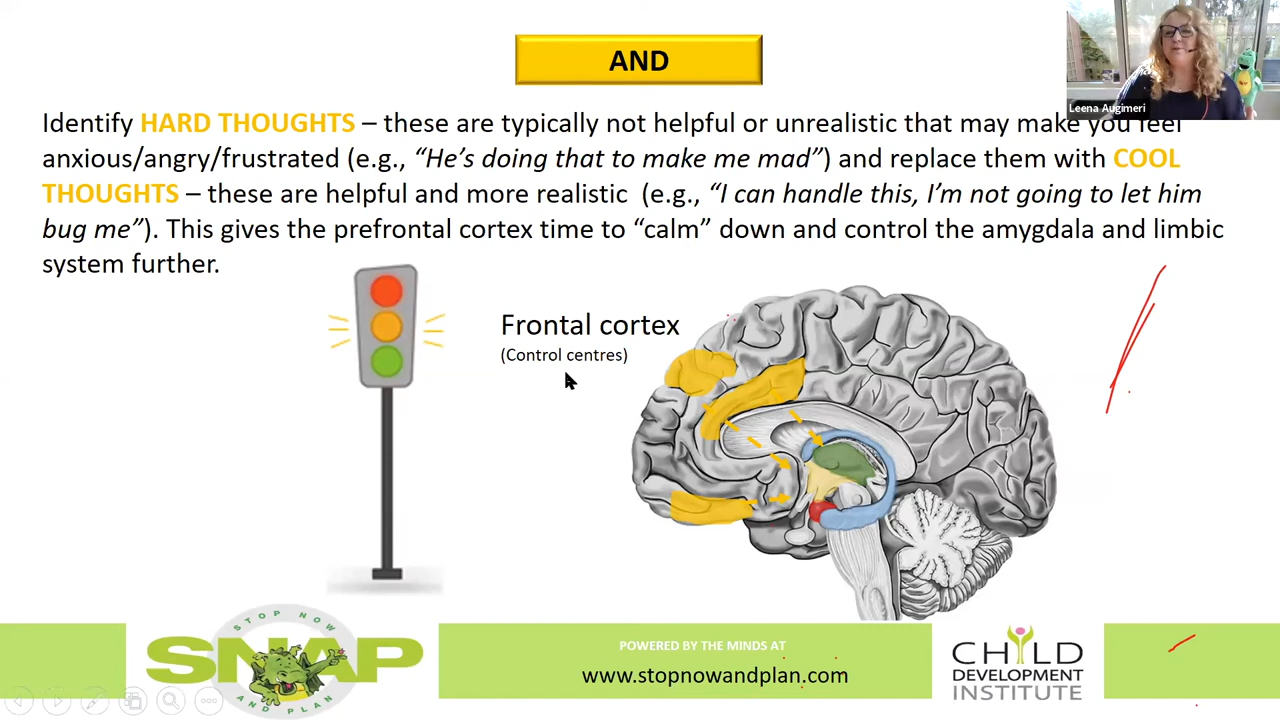 AND
Leena Augimeri
Identify HARD THOUGHTS – these are typically not helpful or unrealistic that may make you feel
anxious/angry/frustrated (e.g., “He’s doing that to make me mad”) and replace them with COOL
THOUGHTS – these are helpful and more realistic (e.g., “I can handle this, I’m not going to let him
bug me”). This gives the prefrontal cortex time to “calm” down and control the amygdala and limbic
system further.
Frontal cortex
(Control centres)
STOP NOW
SNAP
AND PLAN
POWERED BY THE MINDS AT
www.stopnowandplan.com
CHILD
DEVELOPMENT
INSTITUTE